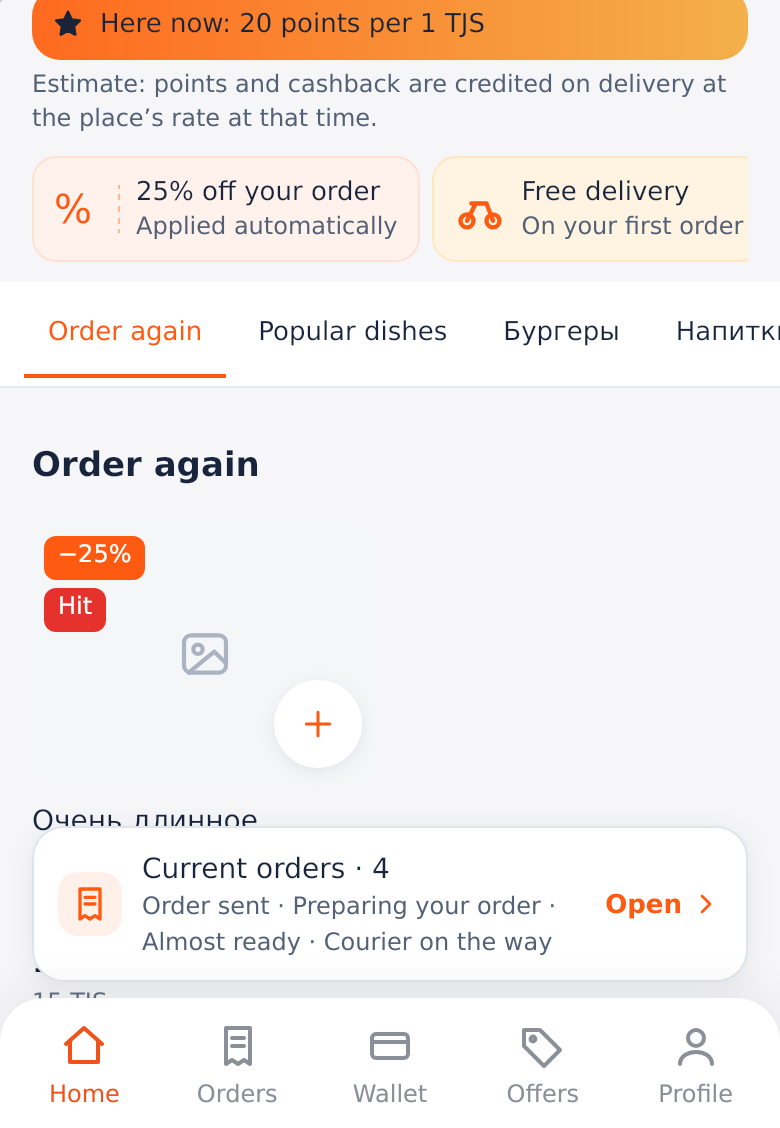 Here now: 20 points per 1 TJS
Estimate: points and cashback are credited on delivery at
the place’s rate at that time.
% 25% off your order
Applied automatically
Free delivery
On your first order
Order again Popular dishes Бургеры Напитки
Order again
−25%
Hit
Очень длинное
Current orders · 4
Order sent · Preparing your order ·
Almost ready · Courier on the way
Open
15 TJS
Home Orders Wallet Offers Profile